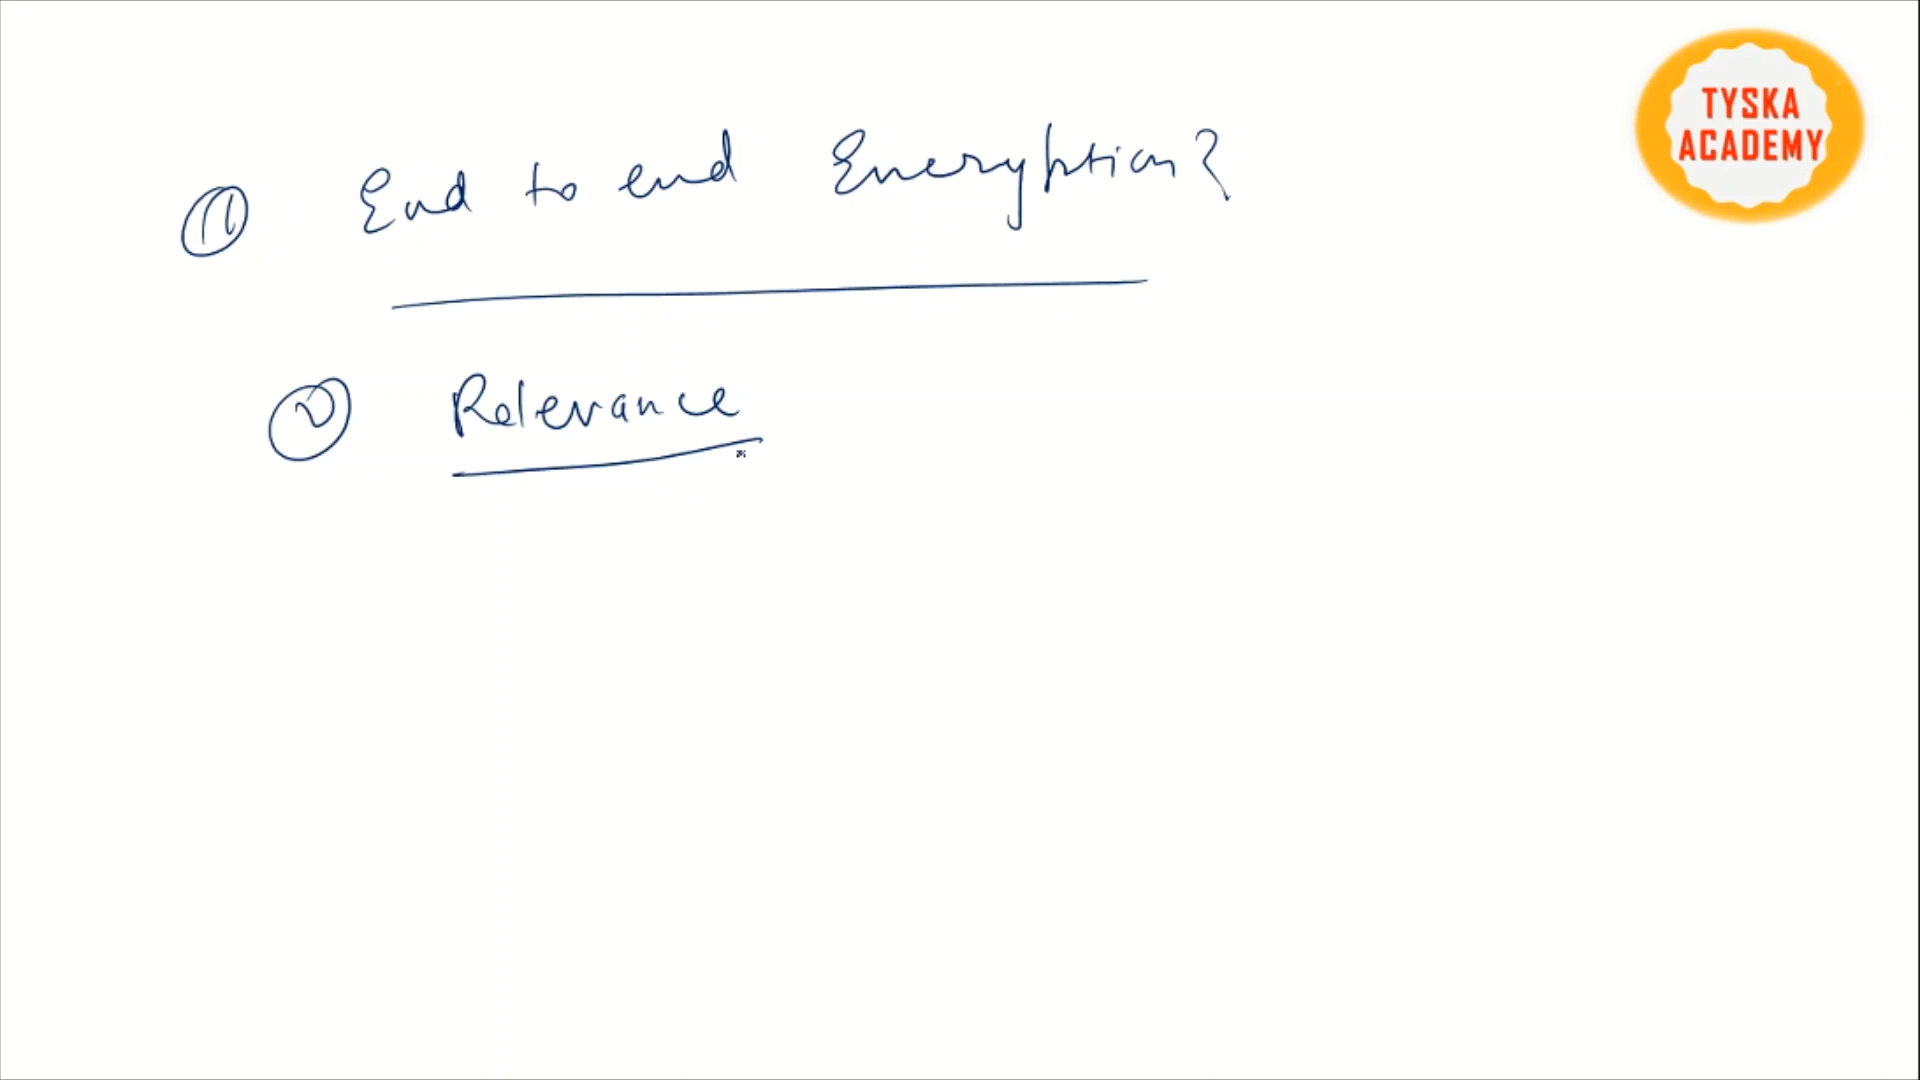 ① End to end Encryption?
② Relevance
TYSKA
ACADEMY